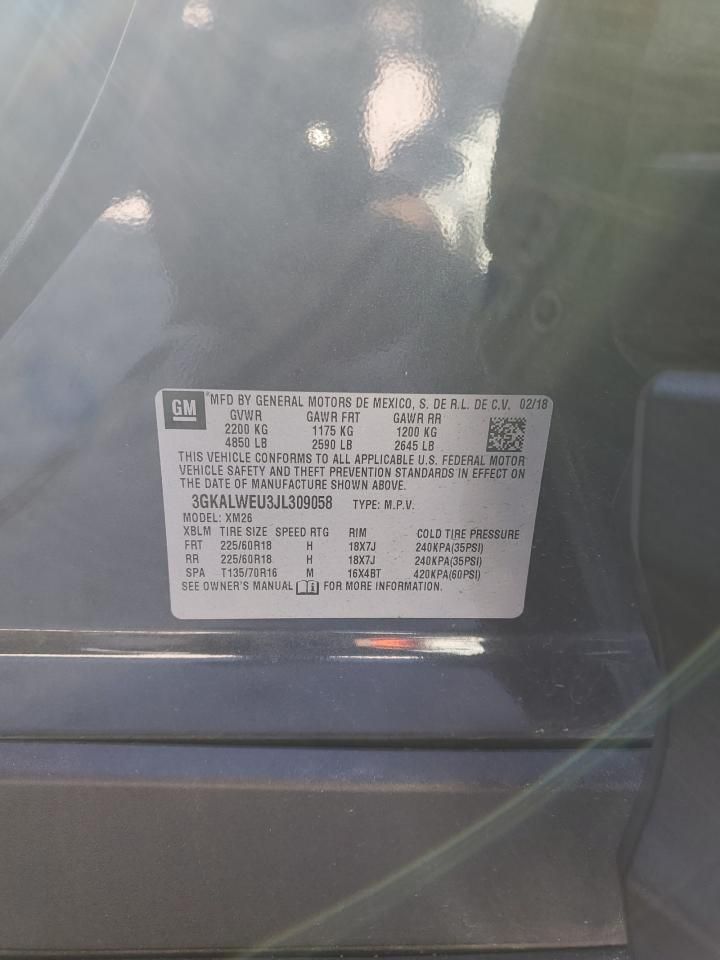 GM *MFD BY GENERAL MOTORS DE MEXICO, S. DE R.L. DE C.V. 02/18
GVWR GAWR FRT GAWR RR
2200 KG 1175 KG 1200 KG
4850 LB 2590 LB 2645 LB
THIS VEHICLE CONFORMS TO ALL APPLICABLE U.S. FEDERAL MOTOR
VEHICLE SAFETY AND THEFT PREVENTION STANDARDS IN EFFECT ON
THE DATE OF MANUFACTURE SHOWN ABOVE.
3GKALWEU3JL309058 TYPE: M.P.V.
MODEL: XM26
XBLM TIRE SIZE SPEED RTG RIM COLD TIRE PRESSURE
FRT 225/60R18 H 18X7J 240KPA(35PSI)
RR 225/60R18 H 18X7J 240KPA(35PSI)
SPA T135/70R16 M 16X4BT 420KPA(60PSI)
SEE OWNER'S MANUAL FOR MORE INFORMATION.